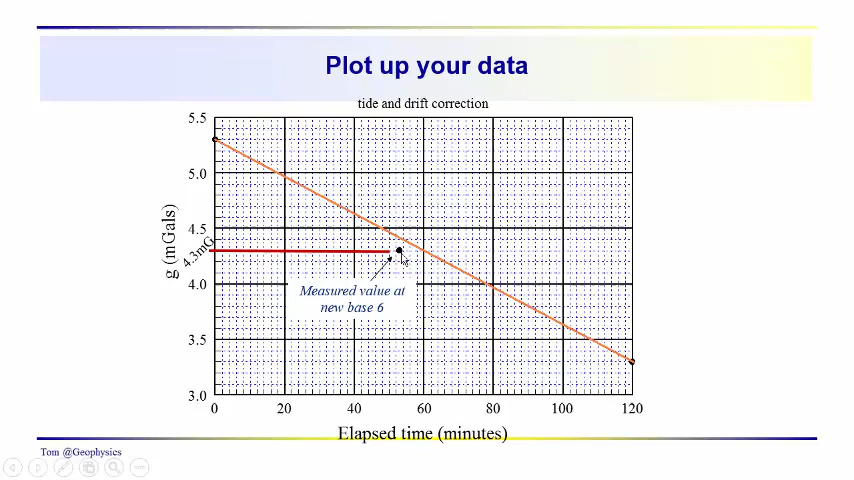 Plot up your data
tide and drift correction
5.5
5.0
4.5
4.0
3.5
3.0
g (mGals)
4.3mG
Measured value at
new base 6
0 20 40 60 80 100 120
Elapsed time (minutes)
Tom @Geophysics